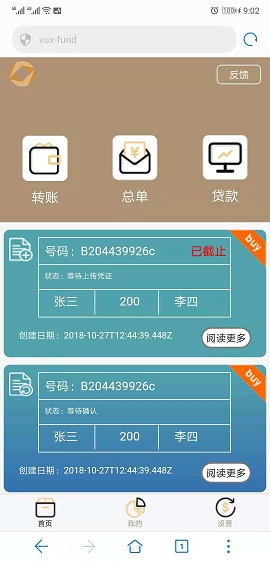 4G 4G 100% 9:02
vux-fund
反馈
转账 总单 贷款
buy
号码：B204439926c 已截止
状态：等待上传凭证
张三 200 李四
创建日期：2018-10-27T12:44:39.448Z 阅读更多
buy
号码：B204439926c
状态：等待确认
张三 200 李四
创建日期：2018-10-27T12:44:39.448Z 阅读更多
首页 我的 设置
1